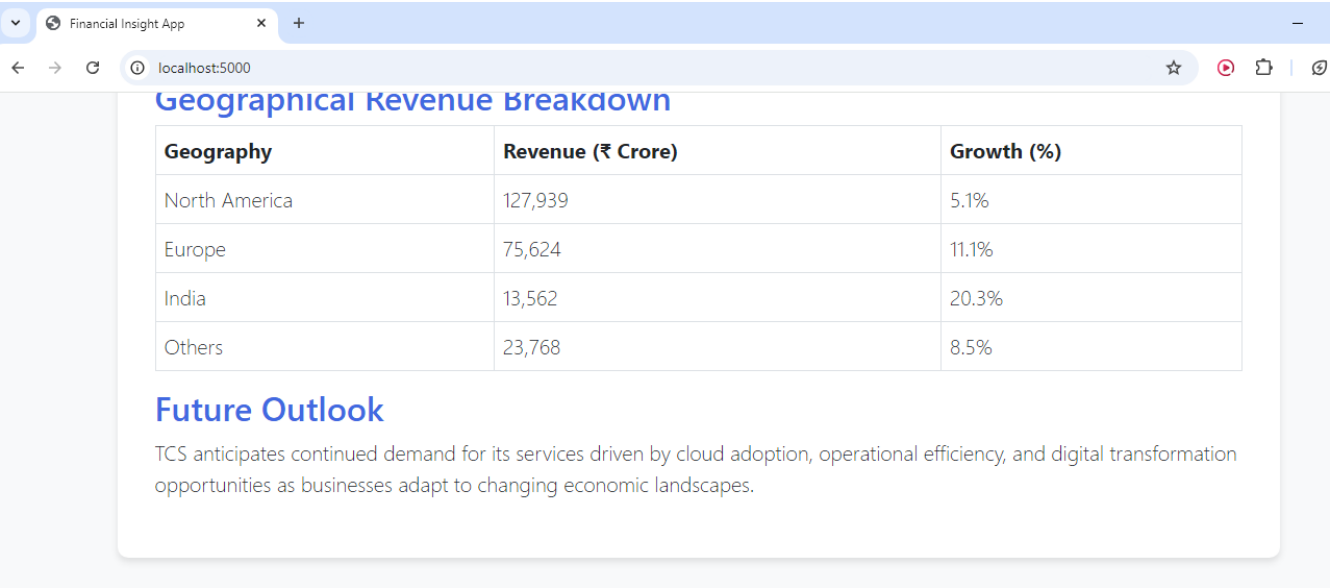 Financial Insight App
localhost:5000
Geographical Revenue Breakdown
Geography Revenue (₹ Crore) Growth (%)
North America 127,939 5.1%
Europe 75,624 11.1%
India 13,562 20.3%
Others 23,768 8.5%
Future Outlook
TCS anticipates continued demand for its services driven by cloud adoption, operational efficiency, and digital transformation
opportunities as businesses adapt to changing economic landscapes.